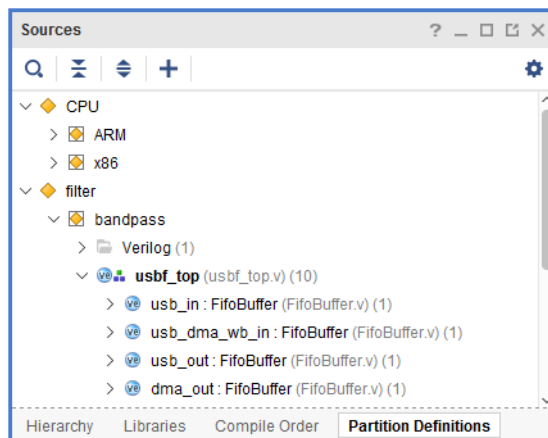 Sources
CPU
ARM
x86
filter
bandpass
Verilog (1)
usbf_top (usbf_top.v) (10)
usb_in : FifoBuffer (FifoBuffer.v) (1)
usb_dma_wb_in : FifoBuffer (FifoBuffer.v) (1)
usb_out : FifoBuffer (FifoBuffer.v) (1)
dma_out : FifoBuffer (FifoBuffer.v) (1)
Hierarchy Libraries Compile Order Partition Definitions